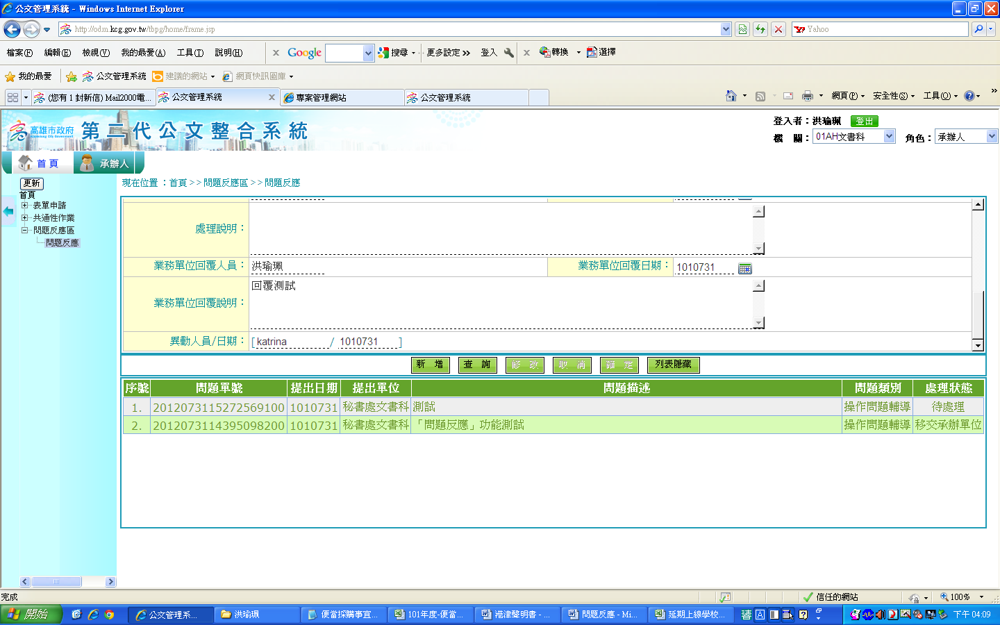 公文管理系統 - Windows Internet Explorer
http://odm.kcg.gov.tw/tbpg/home/frame.jsp
Yahoo
檔案(F) 編輯(E) 檢視(V) 我的最愛(A) 工具(T) 說明(H)
Google 搜尋 更多設定 >> 登入 轉換 選擇
我的最愛 公文管理系統 建議的網站 網頁快訊圖庫
(您有 1 封新信) Mail2000電... 公文管理系統 專案管理網站 公文管理系統
網頁(P) 安全性(S) 工具(O)
高雄市政府 第二代公文整合系統
登入者：洪瑜珮 登出
機 關： 01AH文書科 角色： 承辦人
首頁 承辦人
更新
首頁
表單申請
共通性作業
問題反應區
問題反應
現在位置 ：首頁 >> 問題反應區 >> 問題反應
處理說明：
業務單位回覆人員： 洪瑜珮 業務單位回覆日期： 1010731
業務單位回覆說明： 回覆測試
異動人員/日期： [ katrina / 1010731 ]
新 增 查 詢 修 改 取 消 確 定 列表隱藏
序號 問題單號 提出日期 提出單位 問題描述 問題類別 處理狀態
1. 2012073115272569100 1010731 秘書處文書科 測試 操作問題輔導 待處理
2. 2012073114395098200 1010731 秘書處文書科 「問題反應」功能測試 操作問題輔導 移交承辦單位
完成 信任的網站 100%
開始 公文管理系... 洪瑜珮 便當採購事宜... 101年度-便當... 港津聲明書 - ... 問題反應 - Mi... 延期上線學校... 下午 04:09